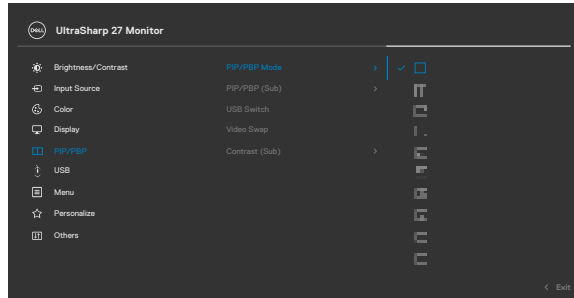 DELL UltraSharp 27 Monitor
Brightness/Contrast PIP/PBP Mode
Input Source PIP/PBP (Sub)
Color USB Switch
Display Video Swap
PIP/PBP Contrast (Sub)
USB
Menu
Personalize
Others
Exit